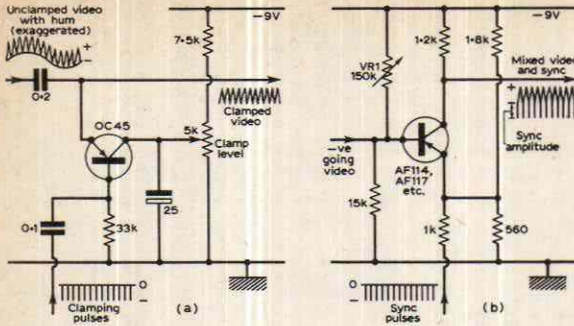 Unclamped video
with hum
(exaggerated)
+
−
0·2
OC45
0·1
33k
0
−
Clamping
pulses
(a)
−9V
7·5k
Clamped
video
5k
Clamp
level
25
−9V
VR1
150k
1·2k
1·8k
Mixed video
and sync
+
−
Sync
amplitude
−ve
going
video
AF114,
AF117
etc.
15k
1k
560
0
−
Sync
pulses
(b)